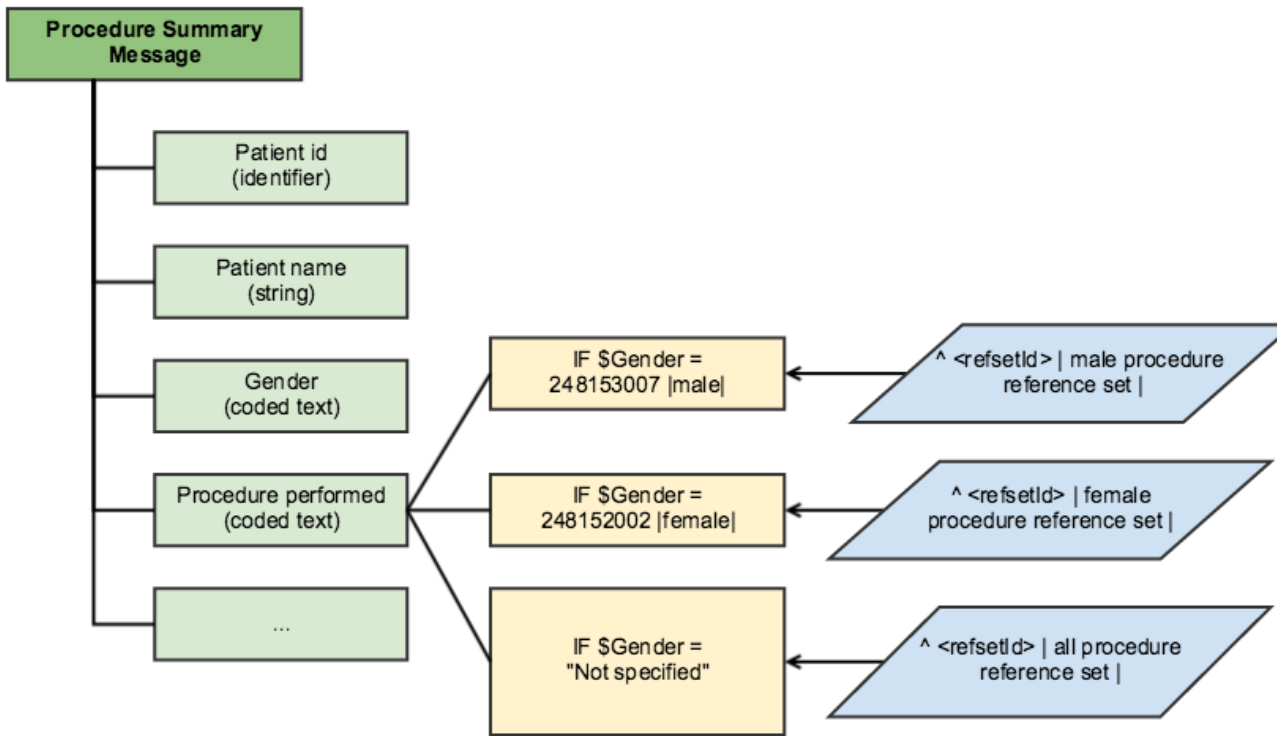 Procedure Summary
Message
Patient id
(identifier)
Patient name
(string)
Gender
(coded text)
Procedure performed
(coded text)
...
IF $Gender =
248153007 |male|
IF $Gender =
248152002 |female|
IF $Gender =
"Not specified"
^ <refsetId> | male procedure
reference set |
^ <refsetId> | female
procedure reference set |
^ <refsetId> | all procedure
reference set |